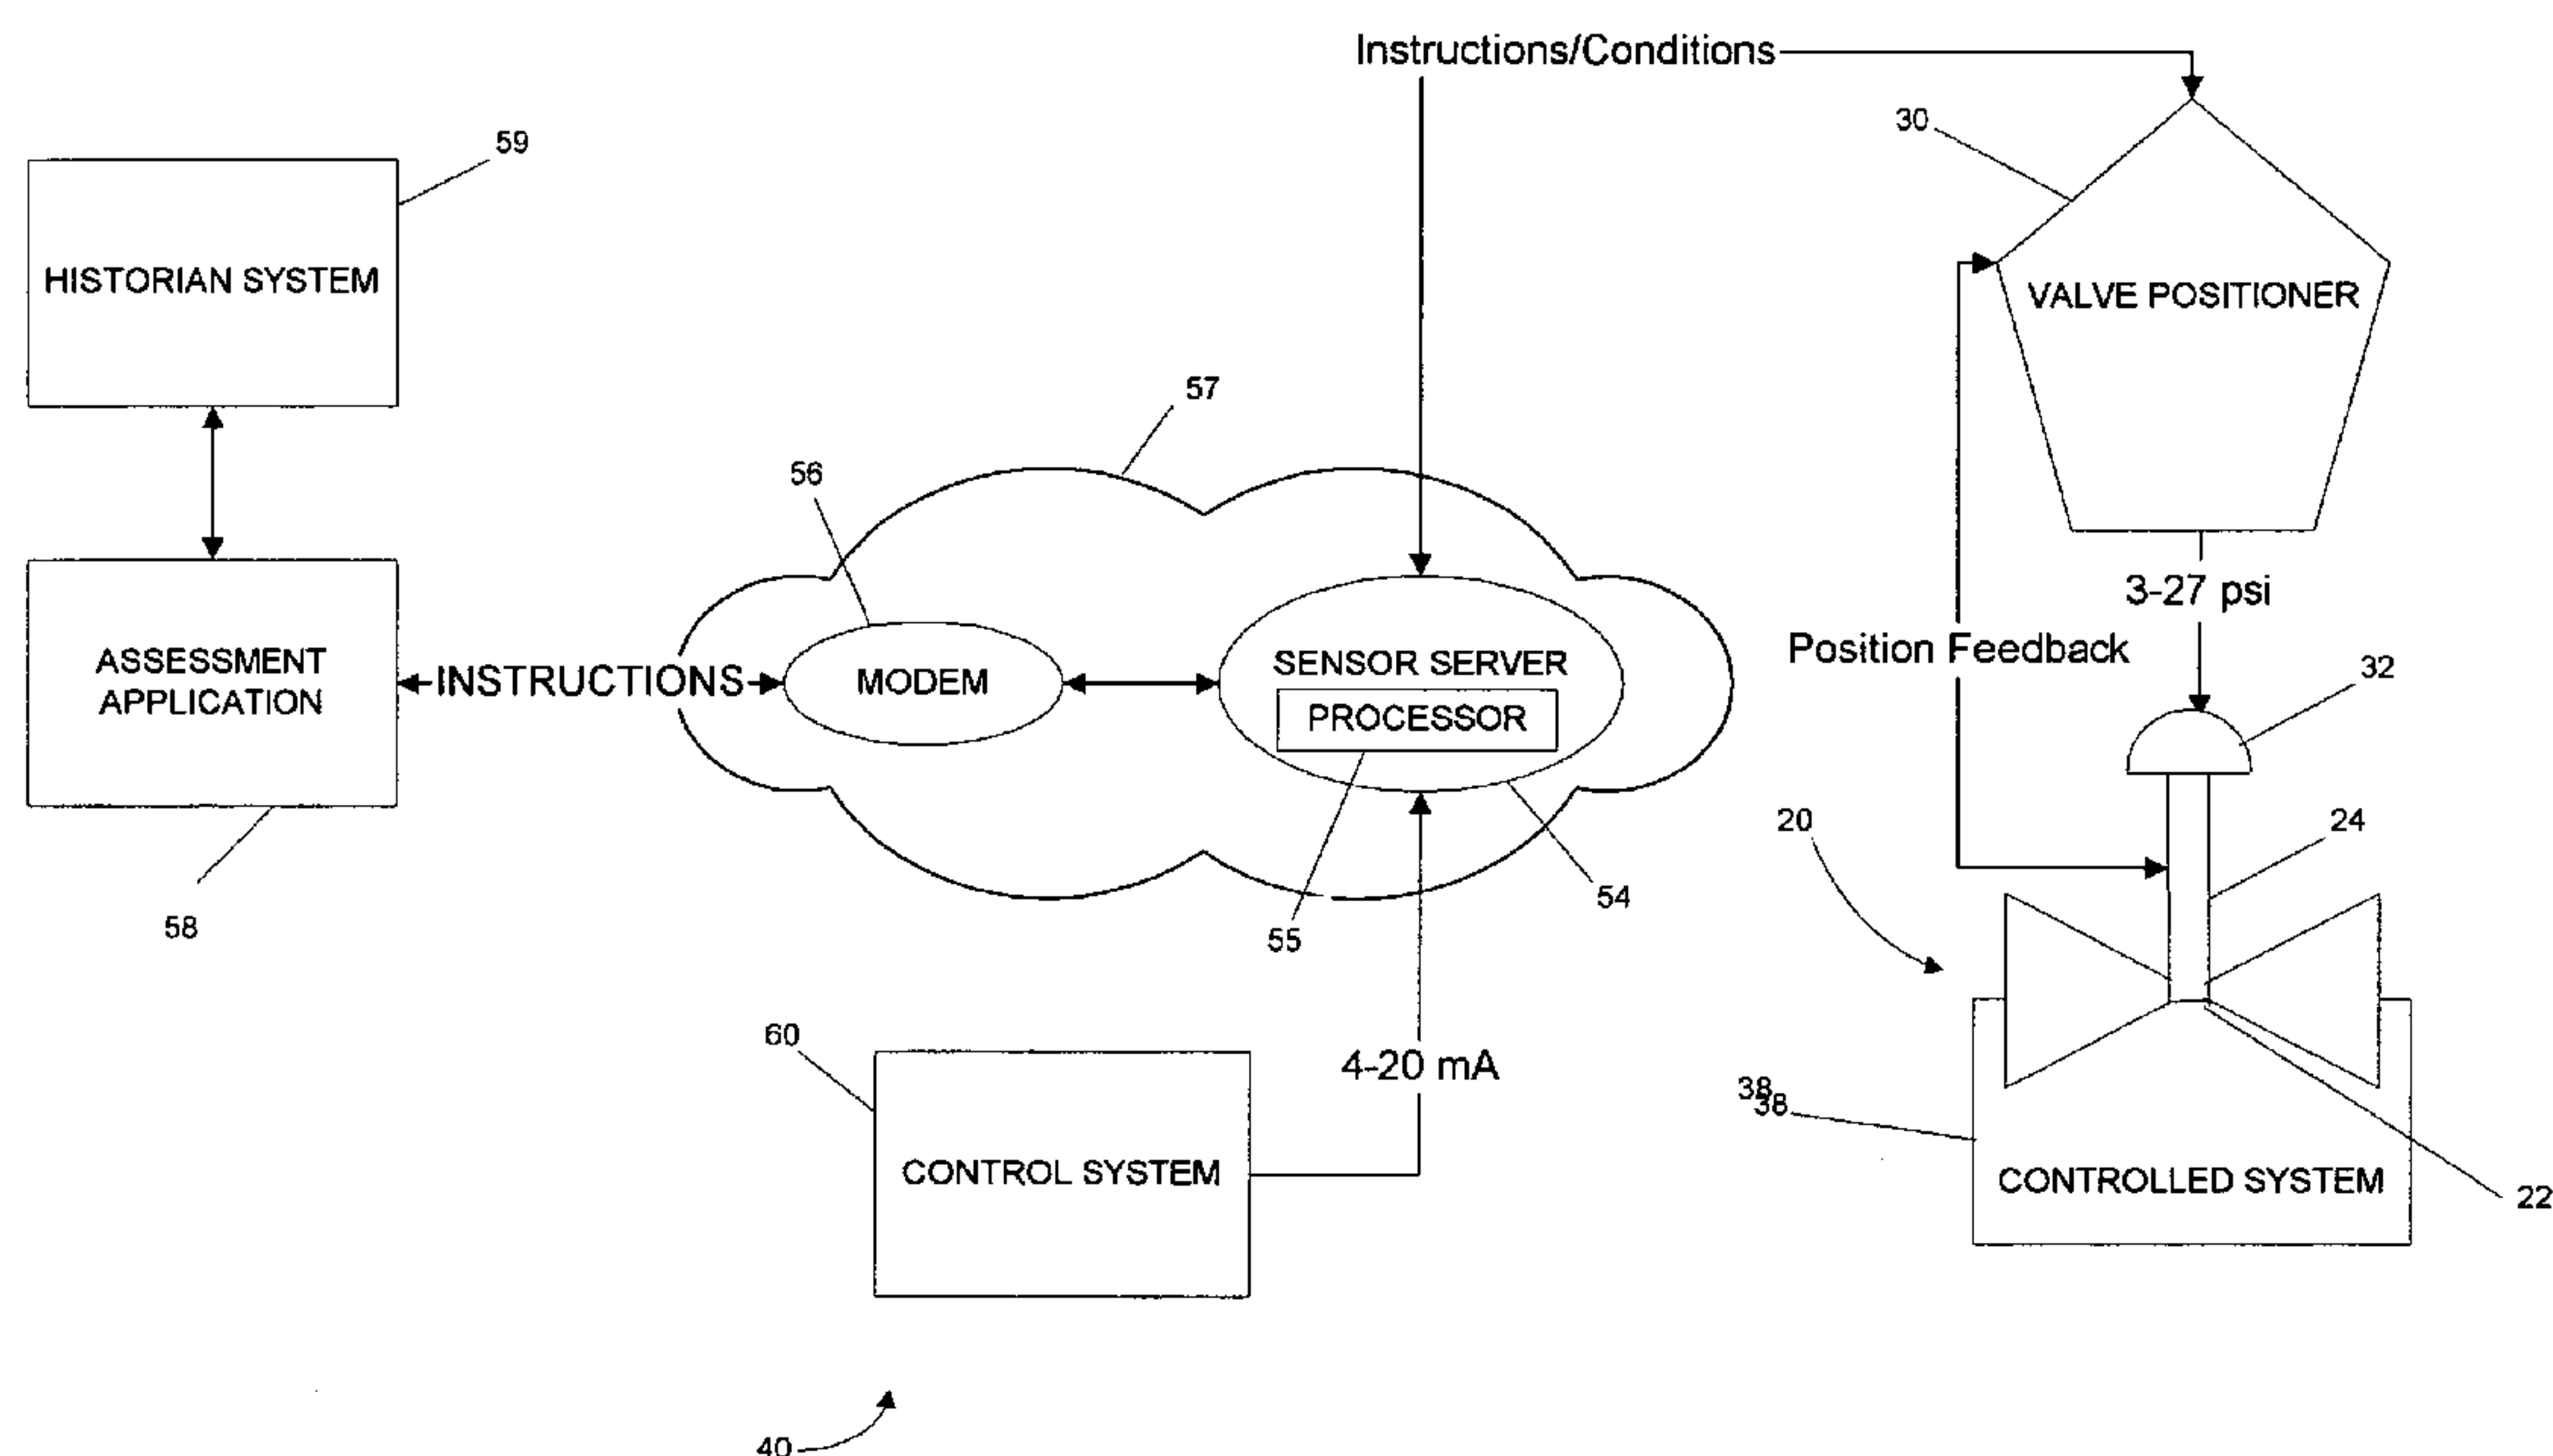 Instructions/Conditions
30
59
HISTORIAN SYSTEM
VALVE POSITIONER
57
56
3-27 psi
Position Feedback
ASSESSMENT
APPLICATION
INSTRUCTIONS
MODEM
SENSOR SERVER
PROCESSOR
32
20
24
58
55
54
60
4-20 mA
38
38
CONTROL SYSTEM
CONTROLLED SYSTEM
22
40